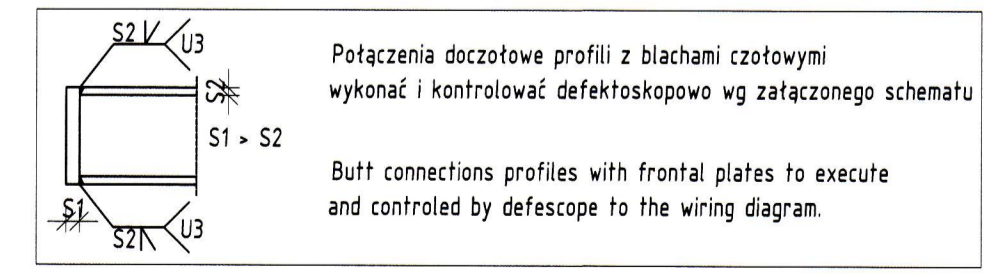 S2 U3
Połączenia doczołowe profili z blachami czołowymi
wykonać i kontrolować defektoskopowo wg załączonego schematu
S2
S1 > S2
Butt connections profiles with frontal plates to execute
and controled by defescope to the wiring diagram.
S1
S2 U3